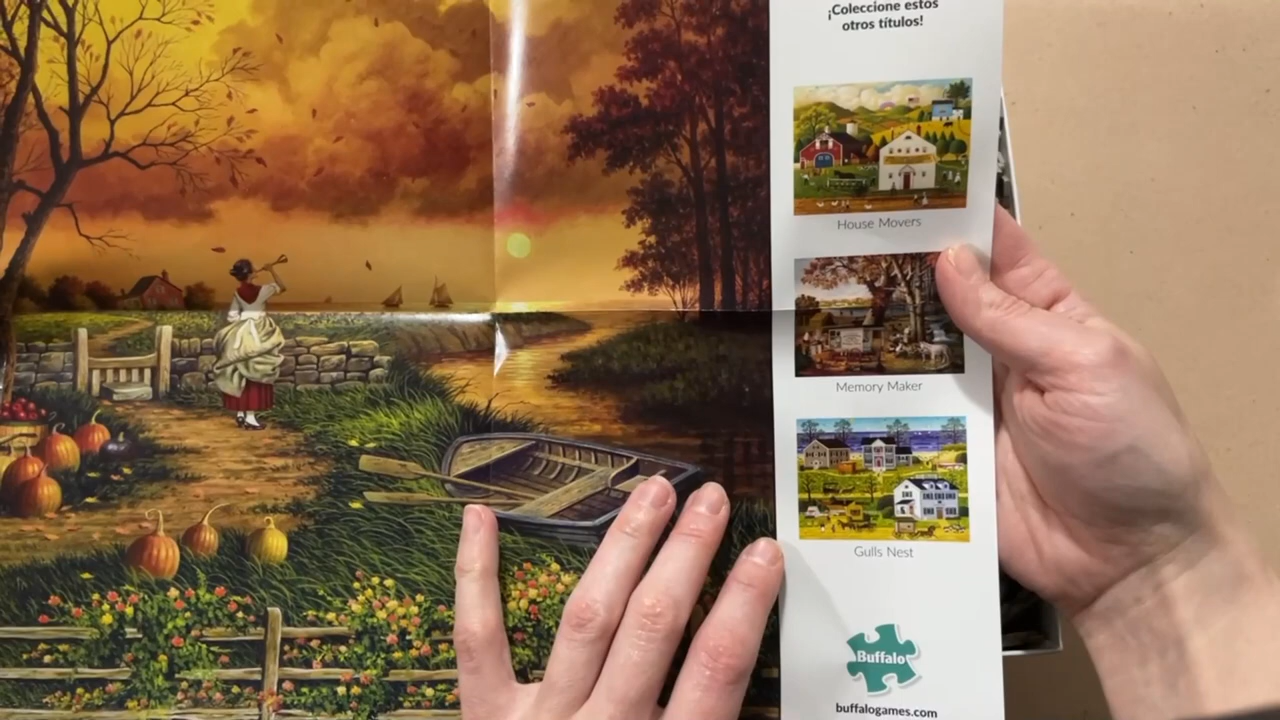 ¡Coleccione estos
otros títulos!
House Movers
Memory Maker
Gulls Nest
Buffalo
buffalogames.com